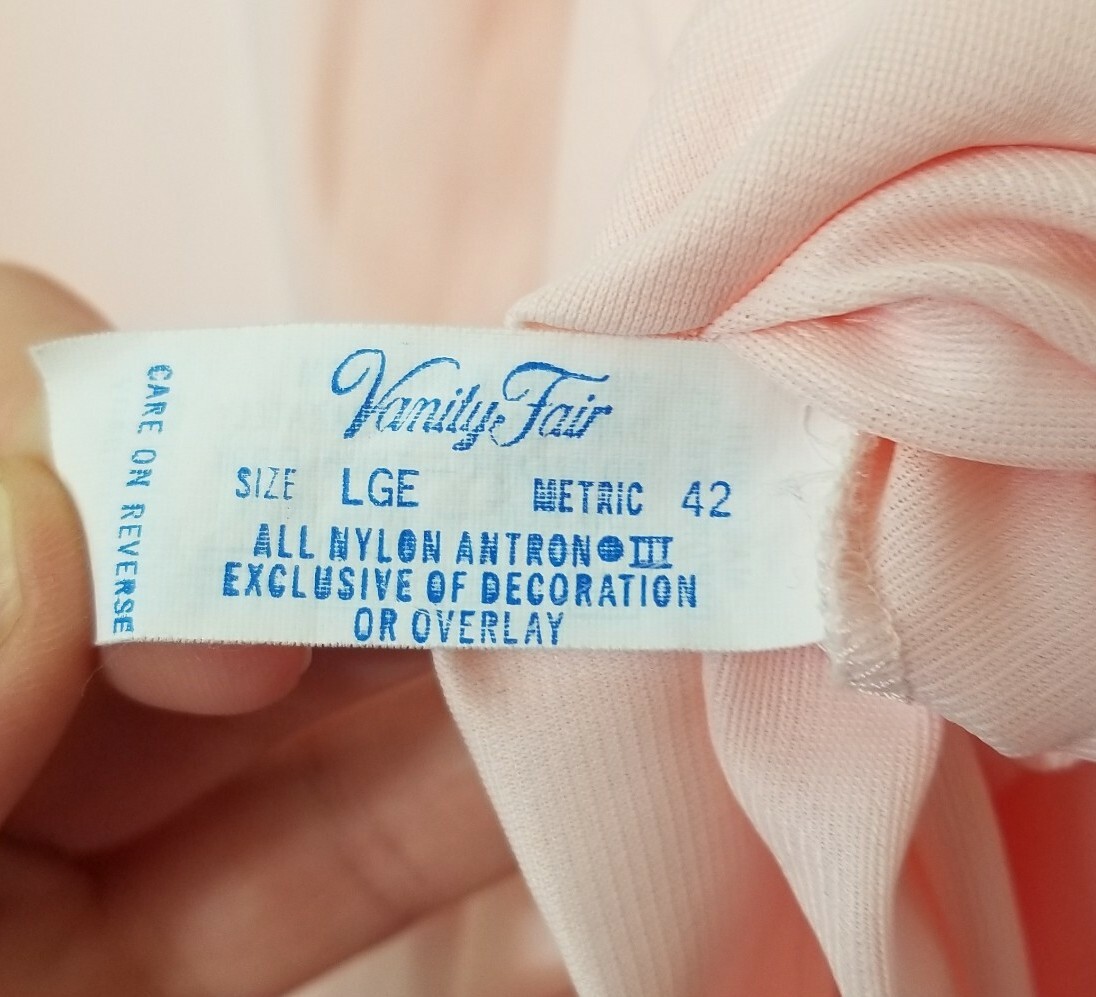 Vanity Fair
SIZE LGE METRIC 42
ALL NYLON ANTRON® III
EXCLUSIVE OF DECORATION
OR OVERLAY
CARE ON REVERSE